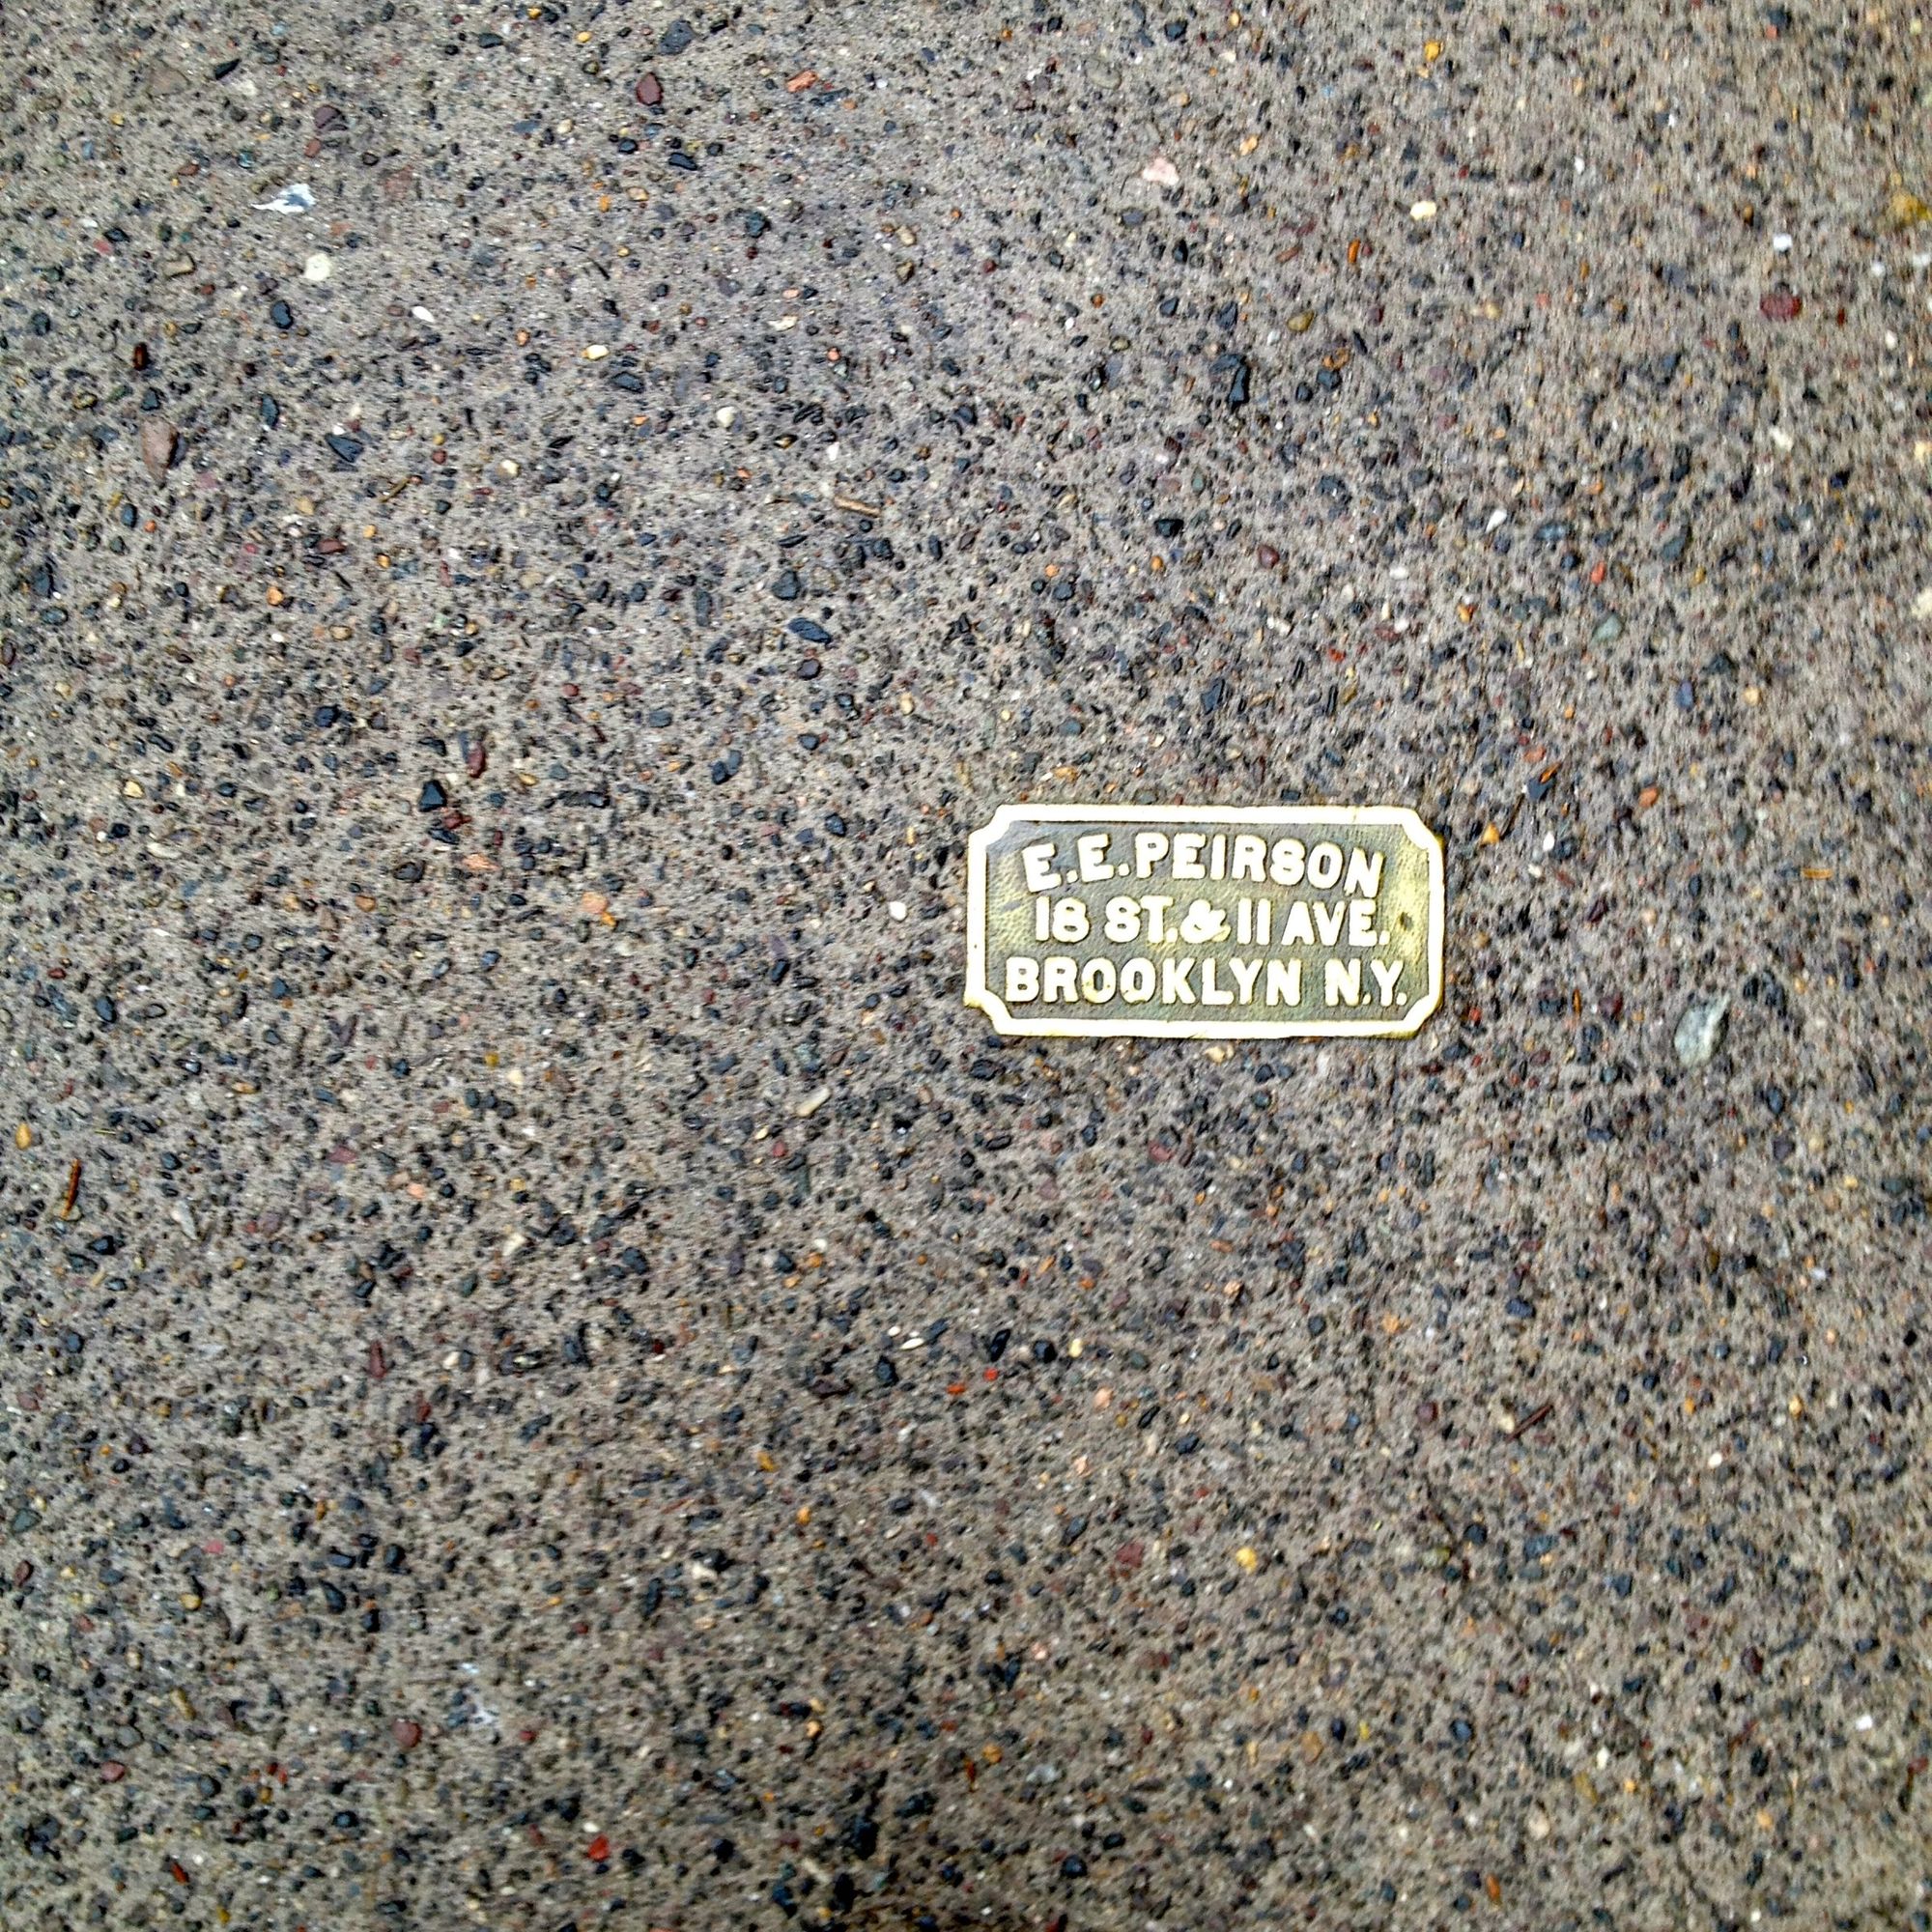 E.E.PEIRSON
18 ST.& 11 AVE.
BROOKLYN N.Y.